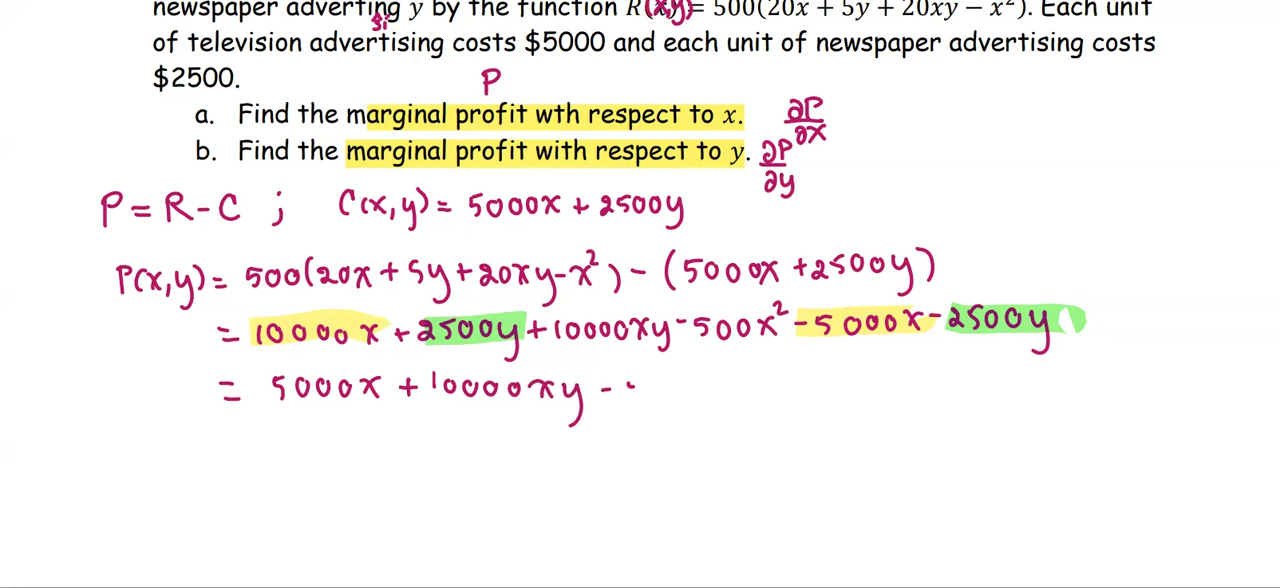 newspaper adverting y by the function R(x,y)= 500(20x + 5y + 20xy − x²). Each unit
si
of television advertising costs $5000 and each unit of newspaper advertising costs
$2500.
P
a. Find the marginal profit wth respect to x. ∂P/∂x
b. Find the marginal profit with respect to y. ∂P/∂y
P = R - C ; C(x,y) = 5000x + 2500y
P(x,y) = 500(20x + 5y + 20xy - x²) - (5000x + 2500y)
= 10000x + 2500y + 10000xy - 500x² - 5000x - 2500y
= 5000x + 10000xy -